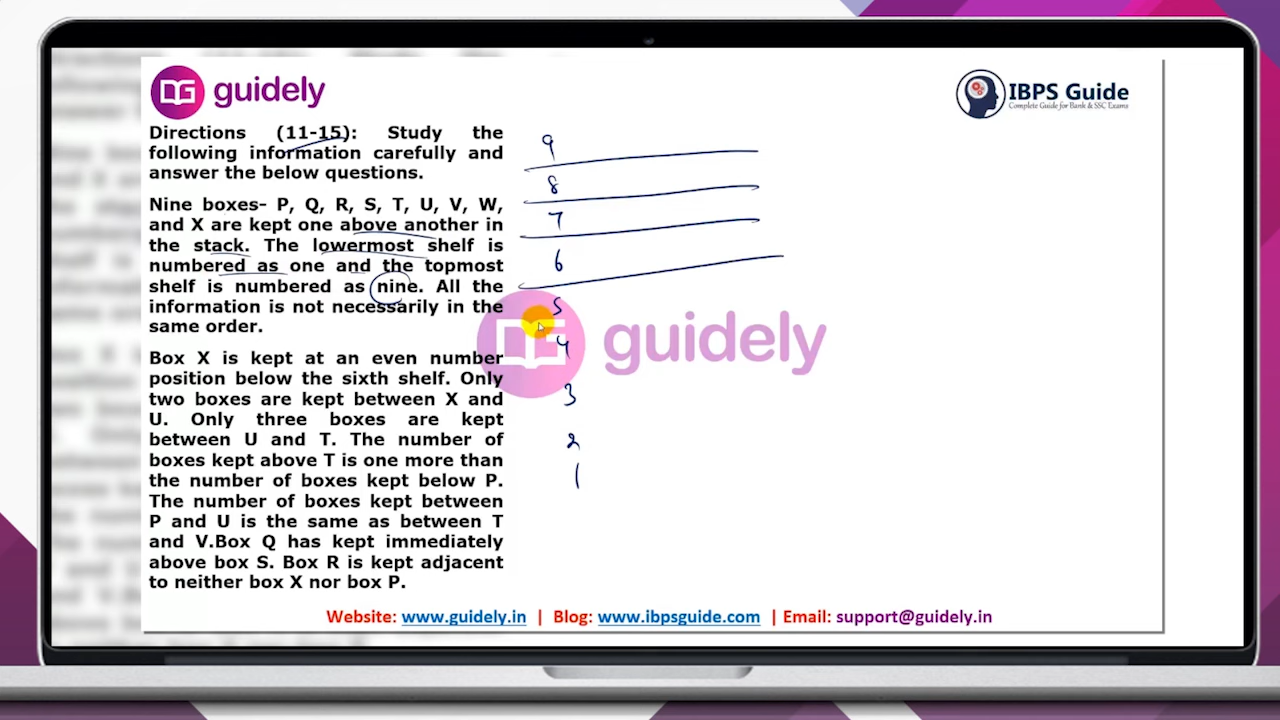 guidely
IBPS Guide
Complete Guide for Bank & SSC Exams
Directions (11-15): Study the
following information carefully and
answer the below questions.
Nine boxes- P, Q, R, S, T, U, V, W,
and X are kept one above another in
the stack. The lowermost shelf is
numbered as one and the topmost
shelf is numbered as nine. All the
information is not necessarily in the
same order.
Box X is kept at an even number
position below the sixth shelf. Only
two boxes are kept between X and
U. Only three boxes are kept
between U and T. The number of
boxes kept above T is one more than
the number of boxes kept below P.
The number of boxes kept between
P and U is the same as between T
and V.Box Q has kept immediately
above box S. Box R is kept adjacent
to neither box X nor box P.
9
8
7
6
5
4
3
2
1
guidely
Website: www.guidely.in | Blog: www.ibpsguide.com | Email: support@guidely.in